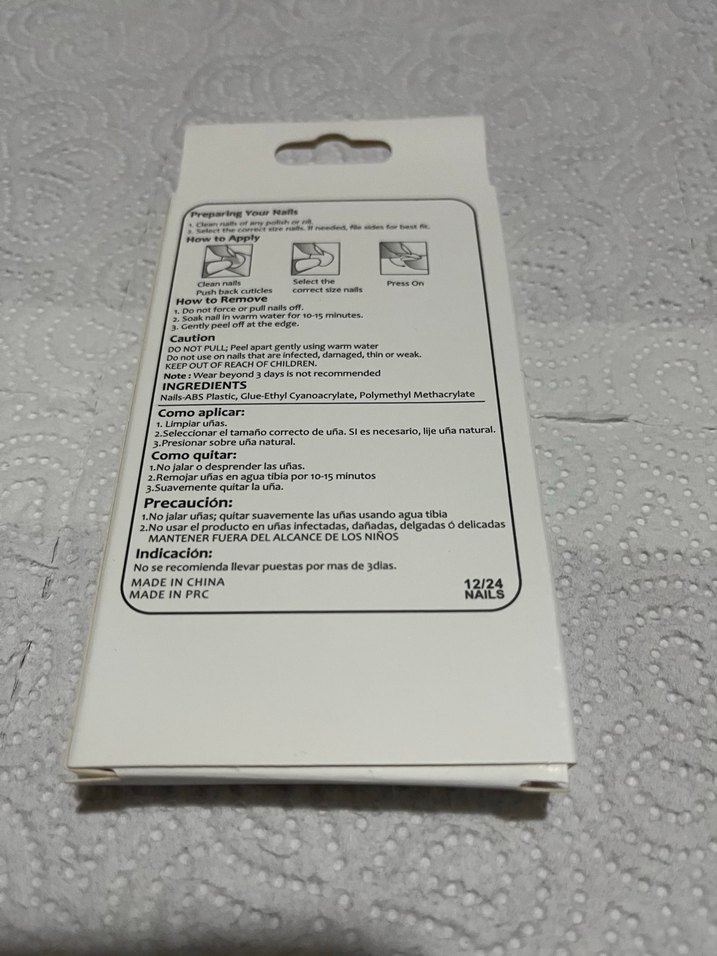 Preparing Your Nails
1. Clean nails of any polish or oil.
2. Select the correct size nails. If needed, file sides for best fit.
How to Apply
Clean nails
Push back cuticles
Select the
correct size nails
Press On
How to Remove
1. Do not force or pull nails off.
2. Soak nail in warm water for 10-15 minutes.
3. Gently peel off at the edge.
Caution
DO NOT PULL; Peel apart gently using warm water
Do not use on nails that are infected, damaged, thin or weak.
KEEP OUT OF REACH OF CHILDREN.
Note : Wear beyond 3 days is not recommended
INGREDIENTS
Nails-ABS Plastic, Glue-Ethyl Cyanoacrylate, Polymethyl Methacrylate
Como aplicar:
1. Limpiar uñas.
2.Seleccionar el tamaño correcto de uña. SI es necesario, lije uña natural.
3.Presionar sobre uña natural.
Como quitar:
1.No jalar o desprender las uñas.
2.Remojar uñas en agua tibia por 10-15 minutos
3.Suavemente quitar la uña.
Precaución:
1.No jalar uñas; quitar suavemente las uñas usando agua tibia
2.No usar el producto en uñas infectadas, dañadas, delgadas ó delicadas
MANTENER FUERA DEL ALCANCE DE LOS NIÑOS
Indicación:
No se recomienda llevar puestas por mas de 3dias.
MADE IN CHINA
MADE IN PRC
12/24
NAILS